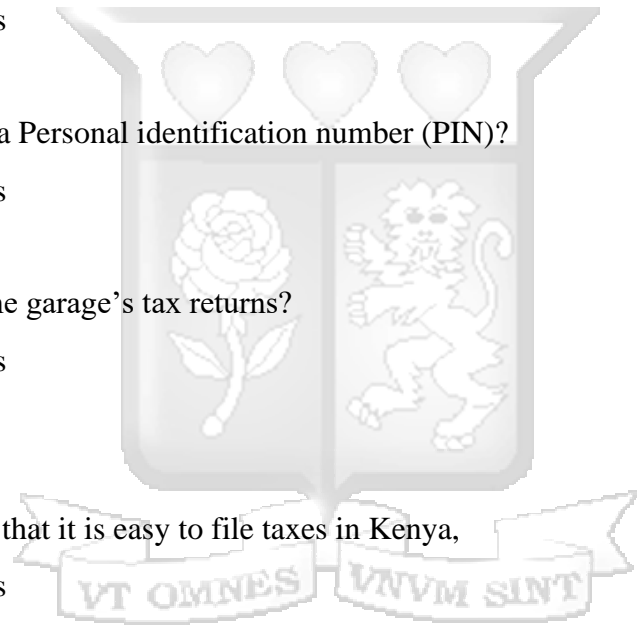 s
a Personal identification number (PIN)?
s
ne garage’s tax returns?
s
that it is easy to file taxes in Kenya,
s
VT OMNES VNVM SINT